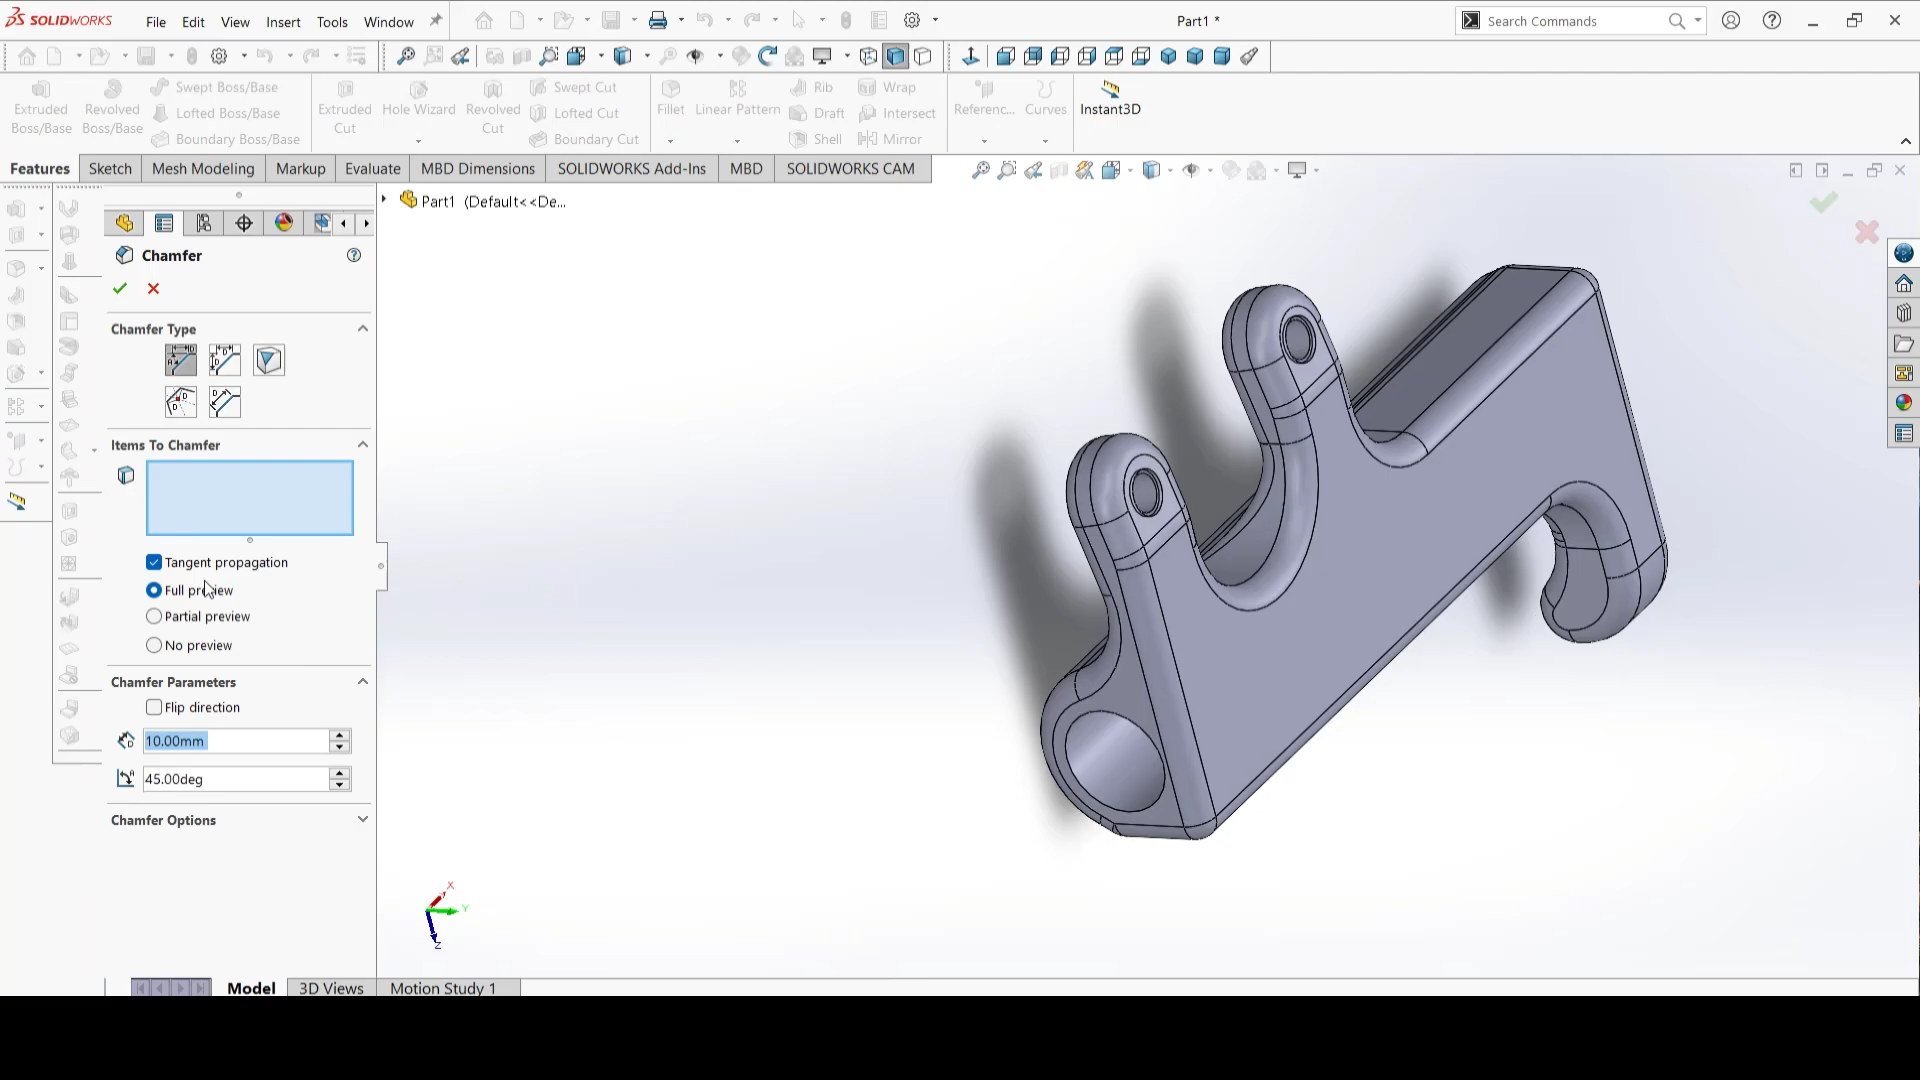 SOLIDWORKS File Edit View Insert Tools Window Part1 * Search Commands
Extruded Boss/Base
Revolved Boss/Base
Swept Boss/Base
Lofted Boss/Base
Boundary Boss/Base
Extruded Cut
Hole Wizard
Revolved Cut
Swept Cut
Lofted Cut
Boundary Cut
Fillet
Linear Pattern
Rib
Draft
Shell
Wrap
Intersect
Mirror
Referenc...
Curves
Instant3D
Features Sketch Mesh Modeling Markup Evaluate MBD Dimensions SOLIDWORKS Add-Ins MBD SOLIDWORKS CAM
Part1 (Default<<De...
Chamfer
Chamfer Type
Items To Chamfer
Tangent propagation
Full preview
Partial preview
No preview
Chamfer Parameters
Flip direction
10.00mm
45.00deg
Chamfer Options
X
Y
Z
Model 3D Views Motion Study 1